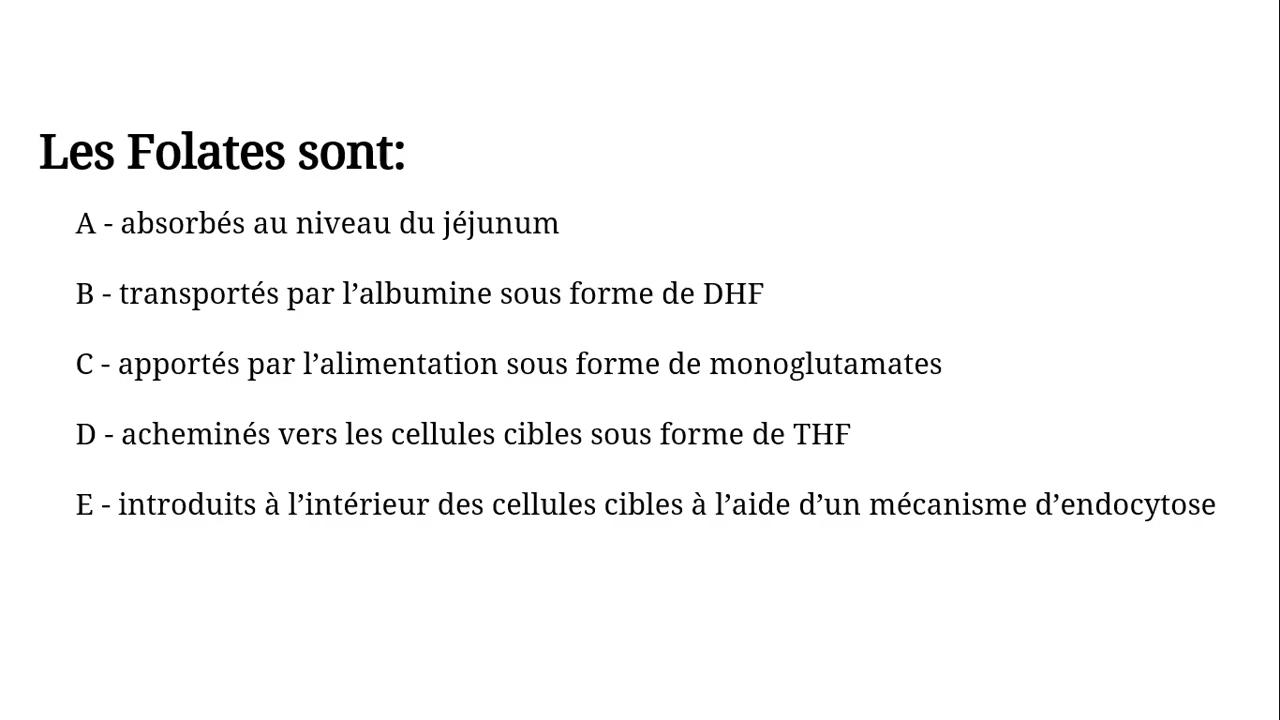 Les Folates sont:
A - absorbés au niveau du jéjunum
B - transportés par l’albumine sous forme de DHF
C - apportés par l’alimentation sous forme de monoglutamates
D - acheminés vers les cellules cibles sous forme de THF
E - introduits à l’intérieur des cellules cibles à l’aide d’un mécanisme d’endocytose